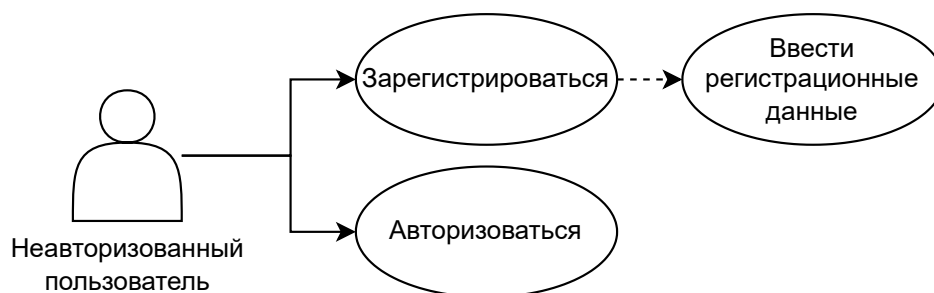 Зарегистрироваться
Ввести
регистрационные
данные
Авторизоваться
Неавторизованный
пользователь